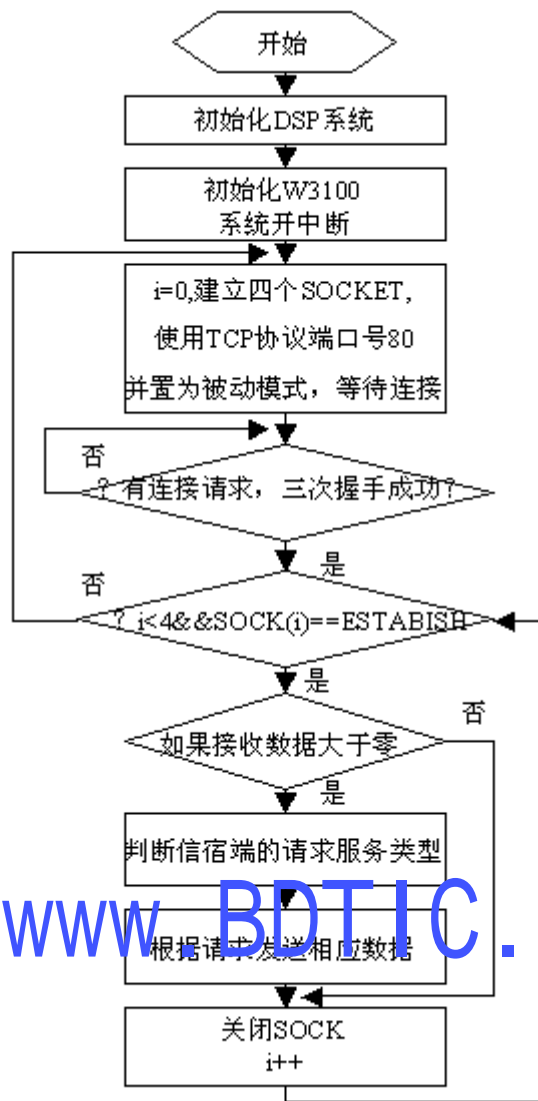 开始
初始化DSP系统
初始化W3100
系统开中断
i=0,建立四个SOCKET,
使用TCP协议端口号80
并置为被动模式，等待连接
否
? 有连接请求，三次握手成功?
是
否
? i<4&&SOCK(i)==ESTABISH
是
否
如果接收数据大于零
是
判断信宿端的请求服务类型
www.BDTIC.
根据请求发送相应数据
关闭SOCK
i++